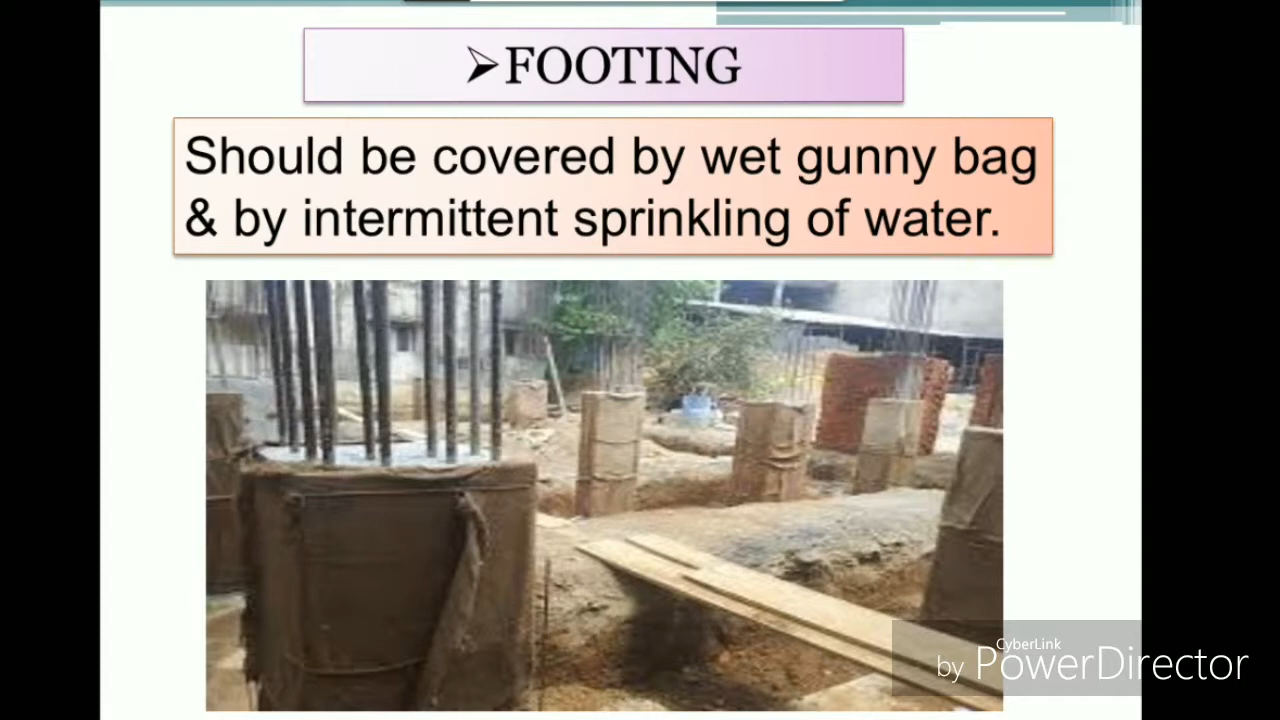 ➢FOOTING
Should be covered by wet gunny bag
& by intermittent sprinkling of water.
CyberLink
by PowerDirector